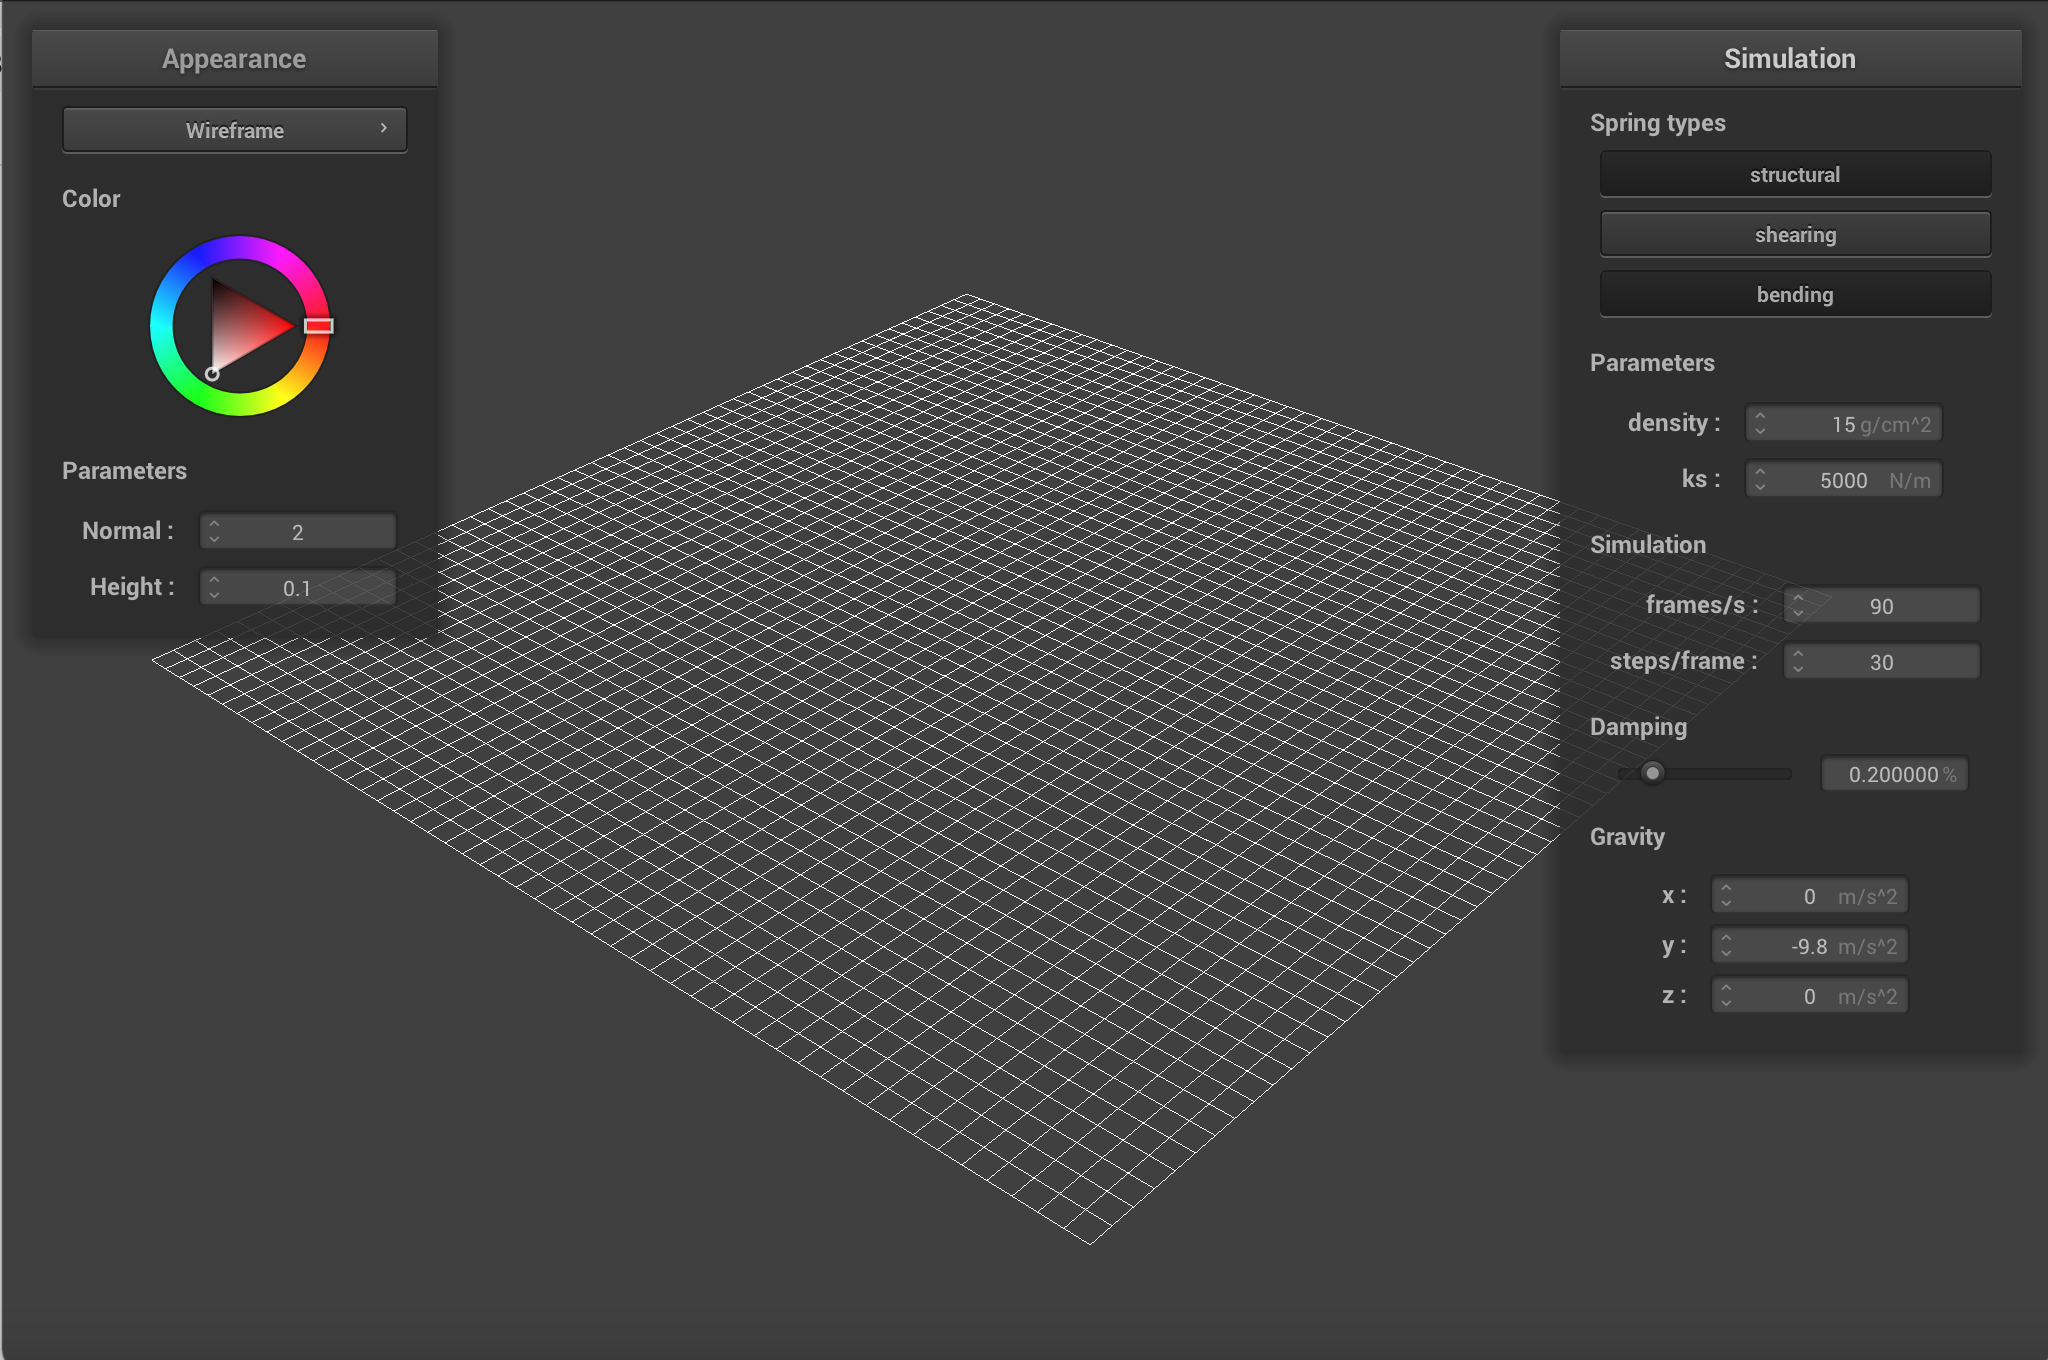 Appearance
Wireframe
Color
Parameters
Normal : 2
Height : 0.1
Simulation
Spring types
structural
shearing
bending
Parameters
density : 15 g/cm^2
ks : 5000 N/m
Simulation
frames/s : 90
steps/frame : 30
Damping
0.200000 %
Gravity
x : 0 m/s^2
y : -9.8 m/s^2
z : 0 m/s^2